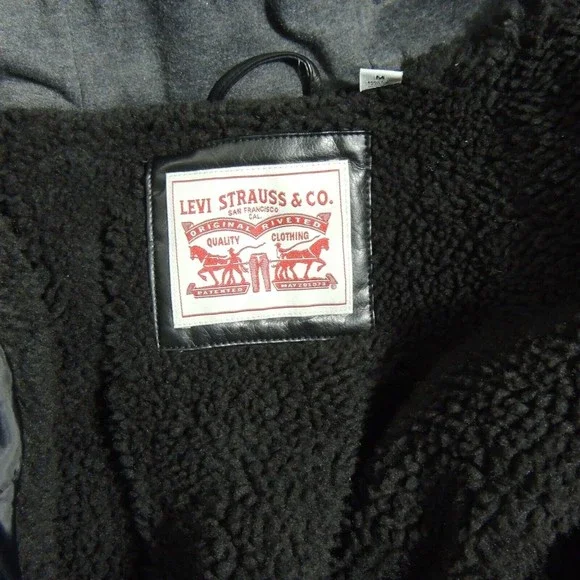 M
LEVI STRAUSS & CO.
SAN FRANCISCO
CAL.
ORIGINAL RIVETED
QUALITY CLOTHING
PATENTED MAY 20 1873